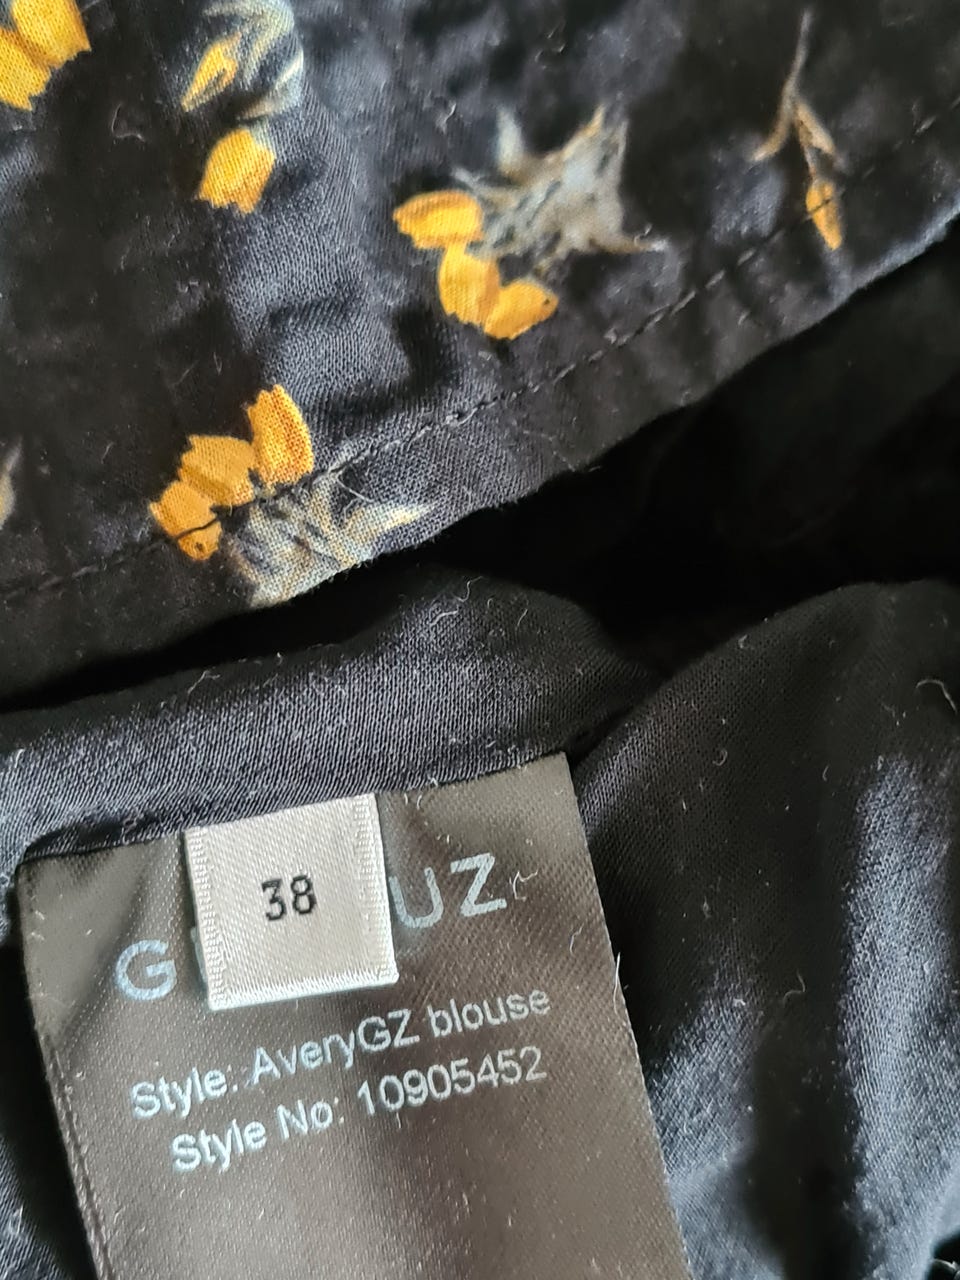 38
G UZ
Style: AveryGZ blouse
Style No: 10905452